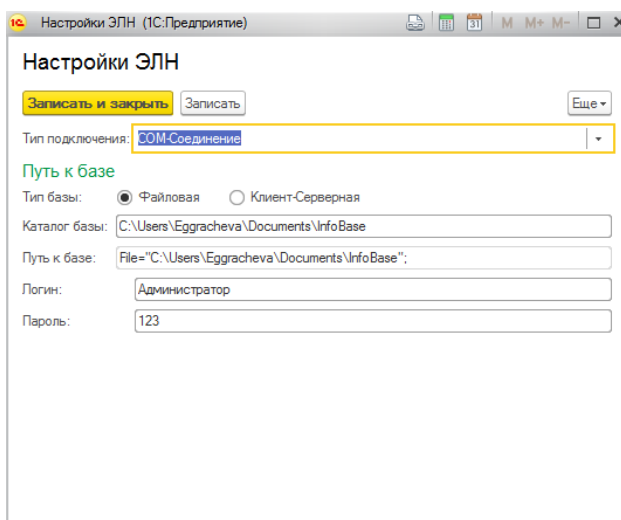 Настройки ЭЛН (1С:Предприятие) 31 M M+ M-
Настройки ЭЛН
Записать и закрыть Записать Еще
Тип подключения: COM-Соединение
Путь к базе
Тип базы: Файловая Клиент-Серверная
Каталог базы: C:\Users\Eggracheva\Documents\InfoBase
Путь к базе: File="C:\Users\Eggracheva\Documents\InfoBase";
Логин: Администратор
Пароль: 123